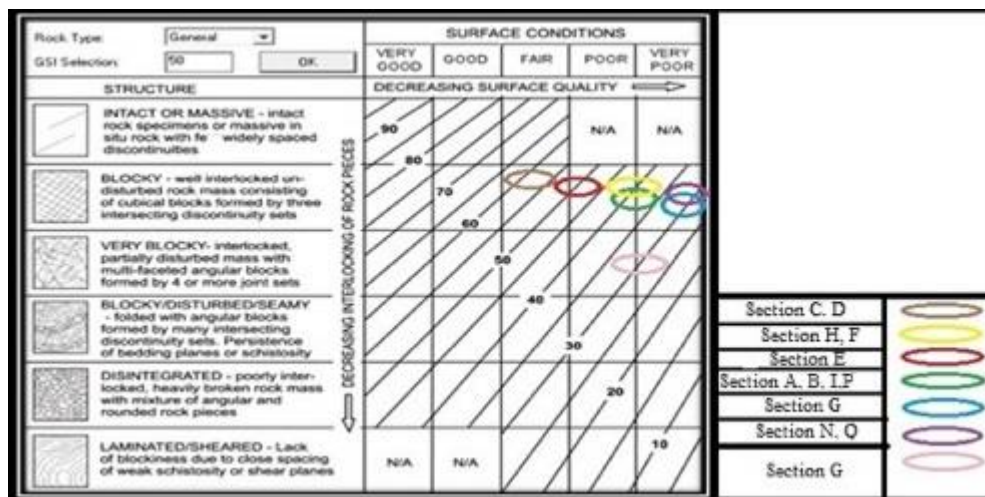 Rock Type: General
GSI Selection: 50 OK
SURFACE CONDITIONS
VERY GOOD
GOOD
FAIR
POOR
VERY POOR
STRUCTURE
DECREASING SURFACE QUALITY
DECREASING INTERLOCKING OF ROCK PIECES
INTACT OR MASSIVE - intact
rock specimens or massive in
situ rock with fe widely spaced
discontinuities
BLOCKY - well interlocked un-
disturbed rock mass consisting
of cubical blocks formed by three
intersecting discontinuity sets
VERY BLOCKY- interlocked,
partially disturbed mass with
multi-faceted angular blocks
formed by 4 or more joint sets
BLOCKY/DISTURBED/SEAMY
- folded with angular blocks
formed by many intersecting
discontinuity sets. Persistence
of bedding planes or schistosity
DISINTEGRATED - poorly inter-
locked, heavily broken rock mass
with mixture of angular and
rounded rock pieces
LAMINATED/SHEARED - Lack
of blockiness due to close spacing
of weak schistosity or shear planes
90
80
70
60
50
40
30
20
10
N/A
N/A
N/A
N/A
Section C. D
Section H, F
Section E
Section A, B, I.P
Section G
Section N, Q
Section G